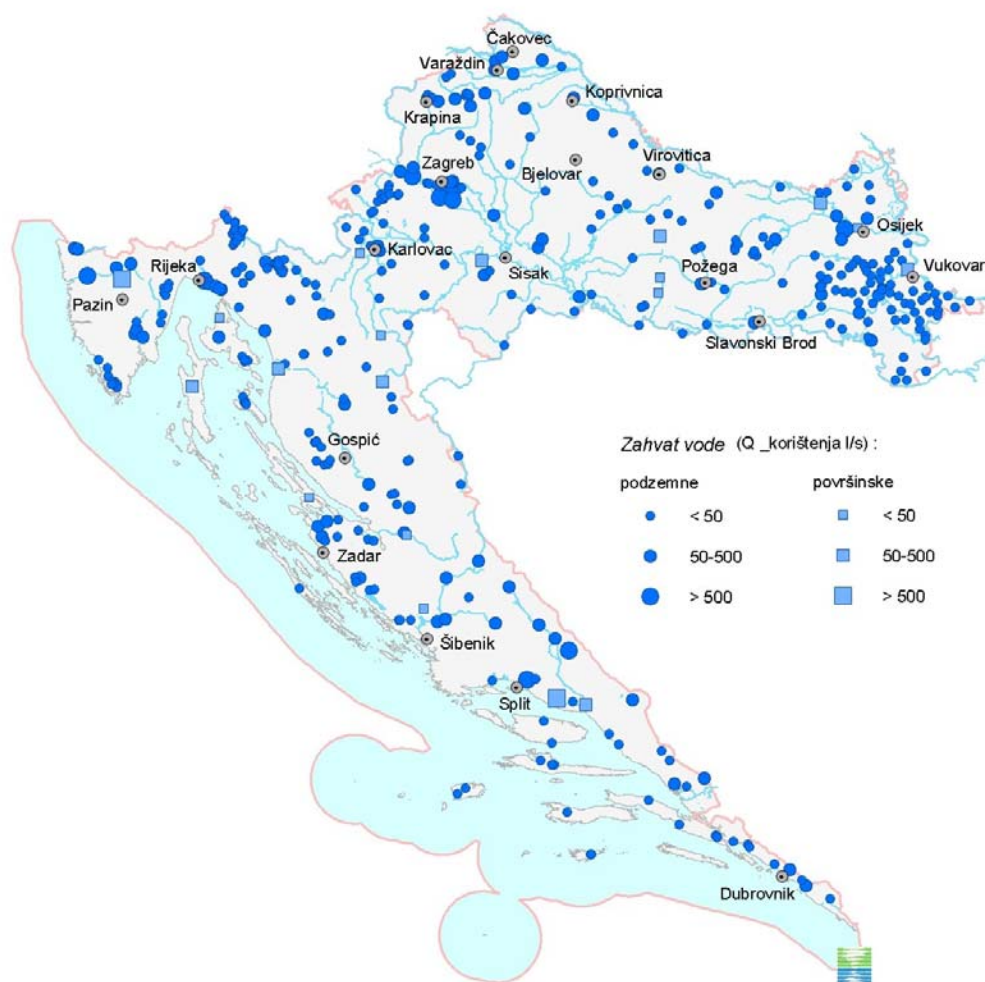 Čakovec
Varaždin
Koprivnica
Krapina
Virovitica
Zagreb
Bjelovar
Osijek
Karlovac
Rijeka
Sisak
Požega
Vukovar
Pazin
Slavonski Brod
Gospić
Zahvat vode (Q _korištenja l/s) :
podzemne površinske
< 50 < 50
50-500 50-500
> 500 > 500
Zadar
Šibenik
Split
Dubrovnik